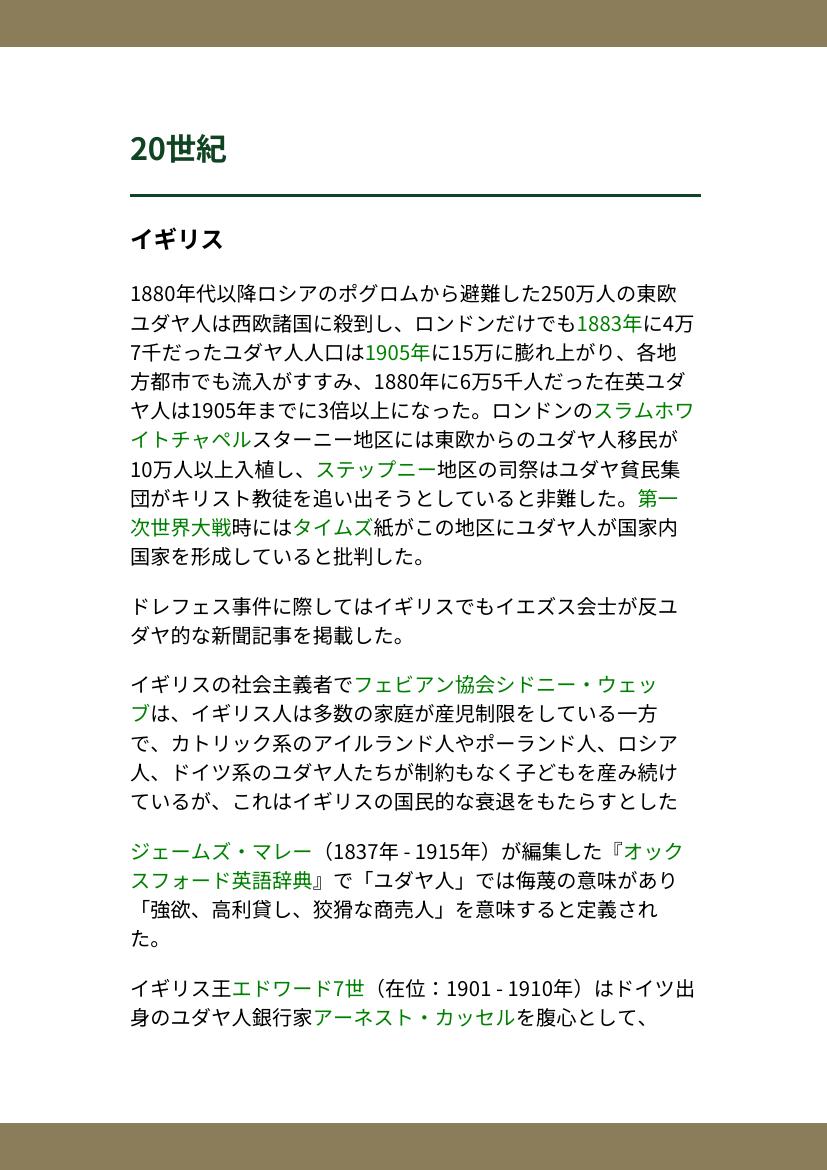 20世紀
イギリス
1880年代以降ロシアのポグロムから避難した250万人の東欧
ユダヤ人は西欧諸国に殺到し、ロンドンだけでも1883年に4万
7千だったユダヤ人人口は1905年に15万に膨れ上がり、各地
方都市でも流入がすすみ、1880年に6万5千人だった在英ユダ
ヤ人は1905年までに3倍以上になった。ロンドンのスラムホワ
イトチャペルスターニー地区には東欧からのユダヤ人移民が
10万人以上入植し、ステップニー地区の司祭はユダヤ貧民集
団がキリスト教徒を追い出そうとしていると非難した。第一
次世界大戦時にはタイムズ紙がこの地区にユダヤ人が国家内
国家を形成していると批判した。
ドレフェス事件に際してはイギリスでもイエズス会士が反ユ
ダヤ的な新聞記事を掲載した。
イギリスの社会主義者でフェビアン協会シドニー・ウェッ
ブは、イギリス人は多数の家庭が産児制限をしている一方
で、カトリック系のアイルランド人やポーランド人、ロシア
人、ドイツ系のユダヤ人たちが制約もなく子どもを産み続け
ているが、これはイギリスの国民的な衰退をもたらすとした
ジェームズ・マレー（1837年 - 1915年）が編集した『オック
スフォード英語辞典』で「ユダヤ人」では侮蔑の意味があり
「強欲、高利貸し、狡猾な商売人」を意味すると定義され
た。
イギリス王エドワード7世（在位：1901 - 1910年）はドイツ出
身のユダヤ人銀行家アーネスト・カッセルを腹心として、